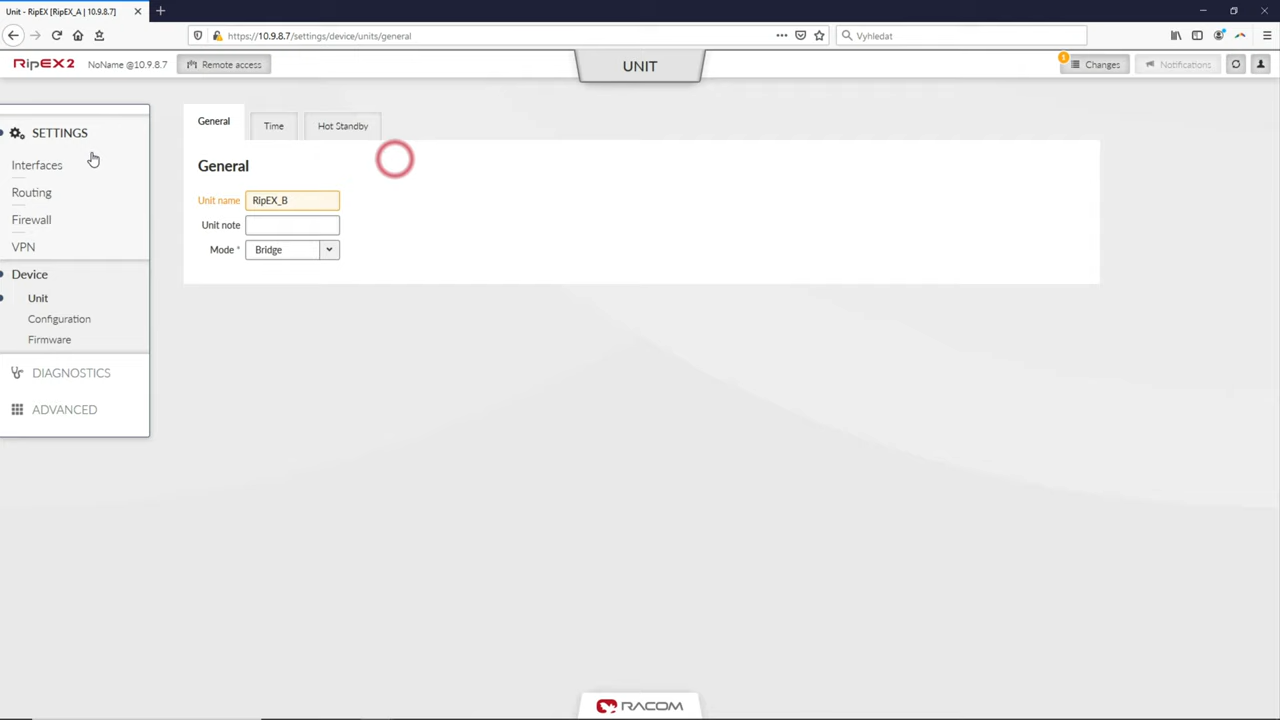 Unit - RipEX [RipEX_A | 10.9.8.7]
https://10.9.8.7/settings/device/units/general
Vyhledat
RipEX2 NoName @10.9.8.7 Remote access
UNIT
1 Changes Notifications
SETTINGS
Interfaces
Routing
Firewall
VPN
Device
Unit
Configuration
Firmware
DIAGNOSTICS
ADVANCED
General Time Hot Standby
General
Unit name RipEX_B
Unit note
Mode * Bridge
RACOM